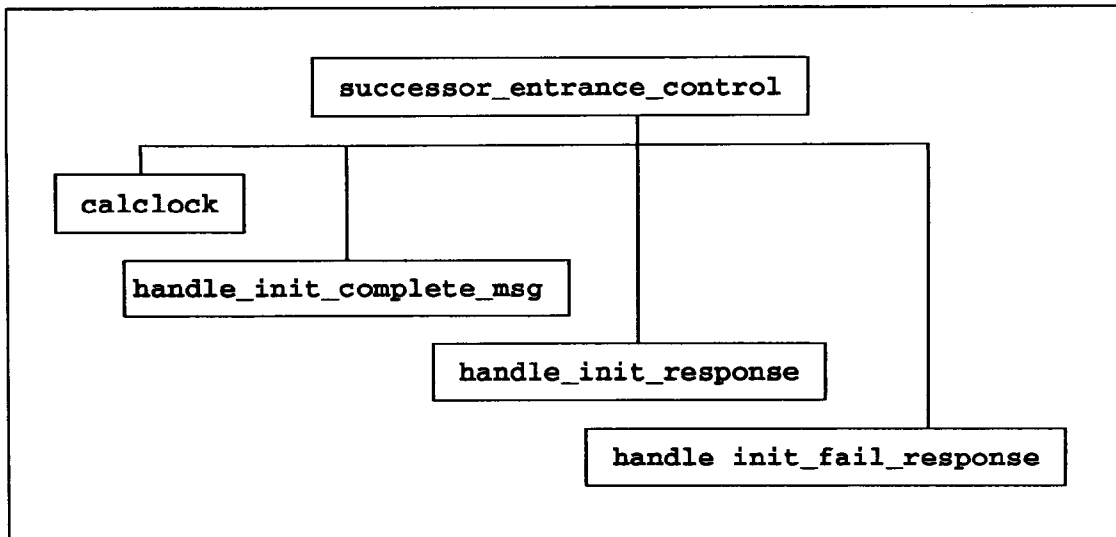 successor_entrance_control
calclock
handle_init_complete_msg
handle_init_response
handle init_fail_response